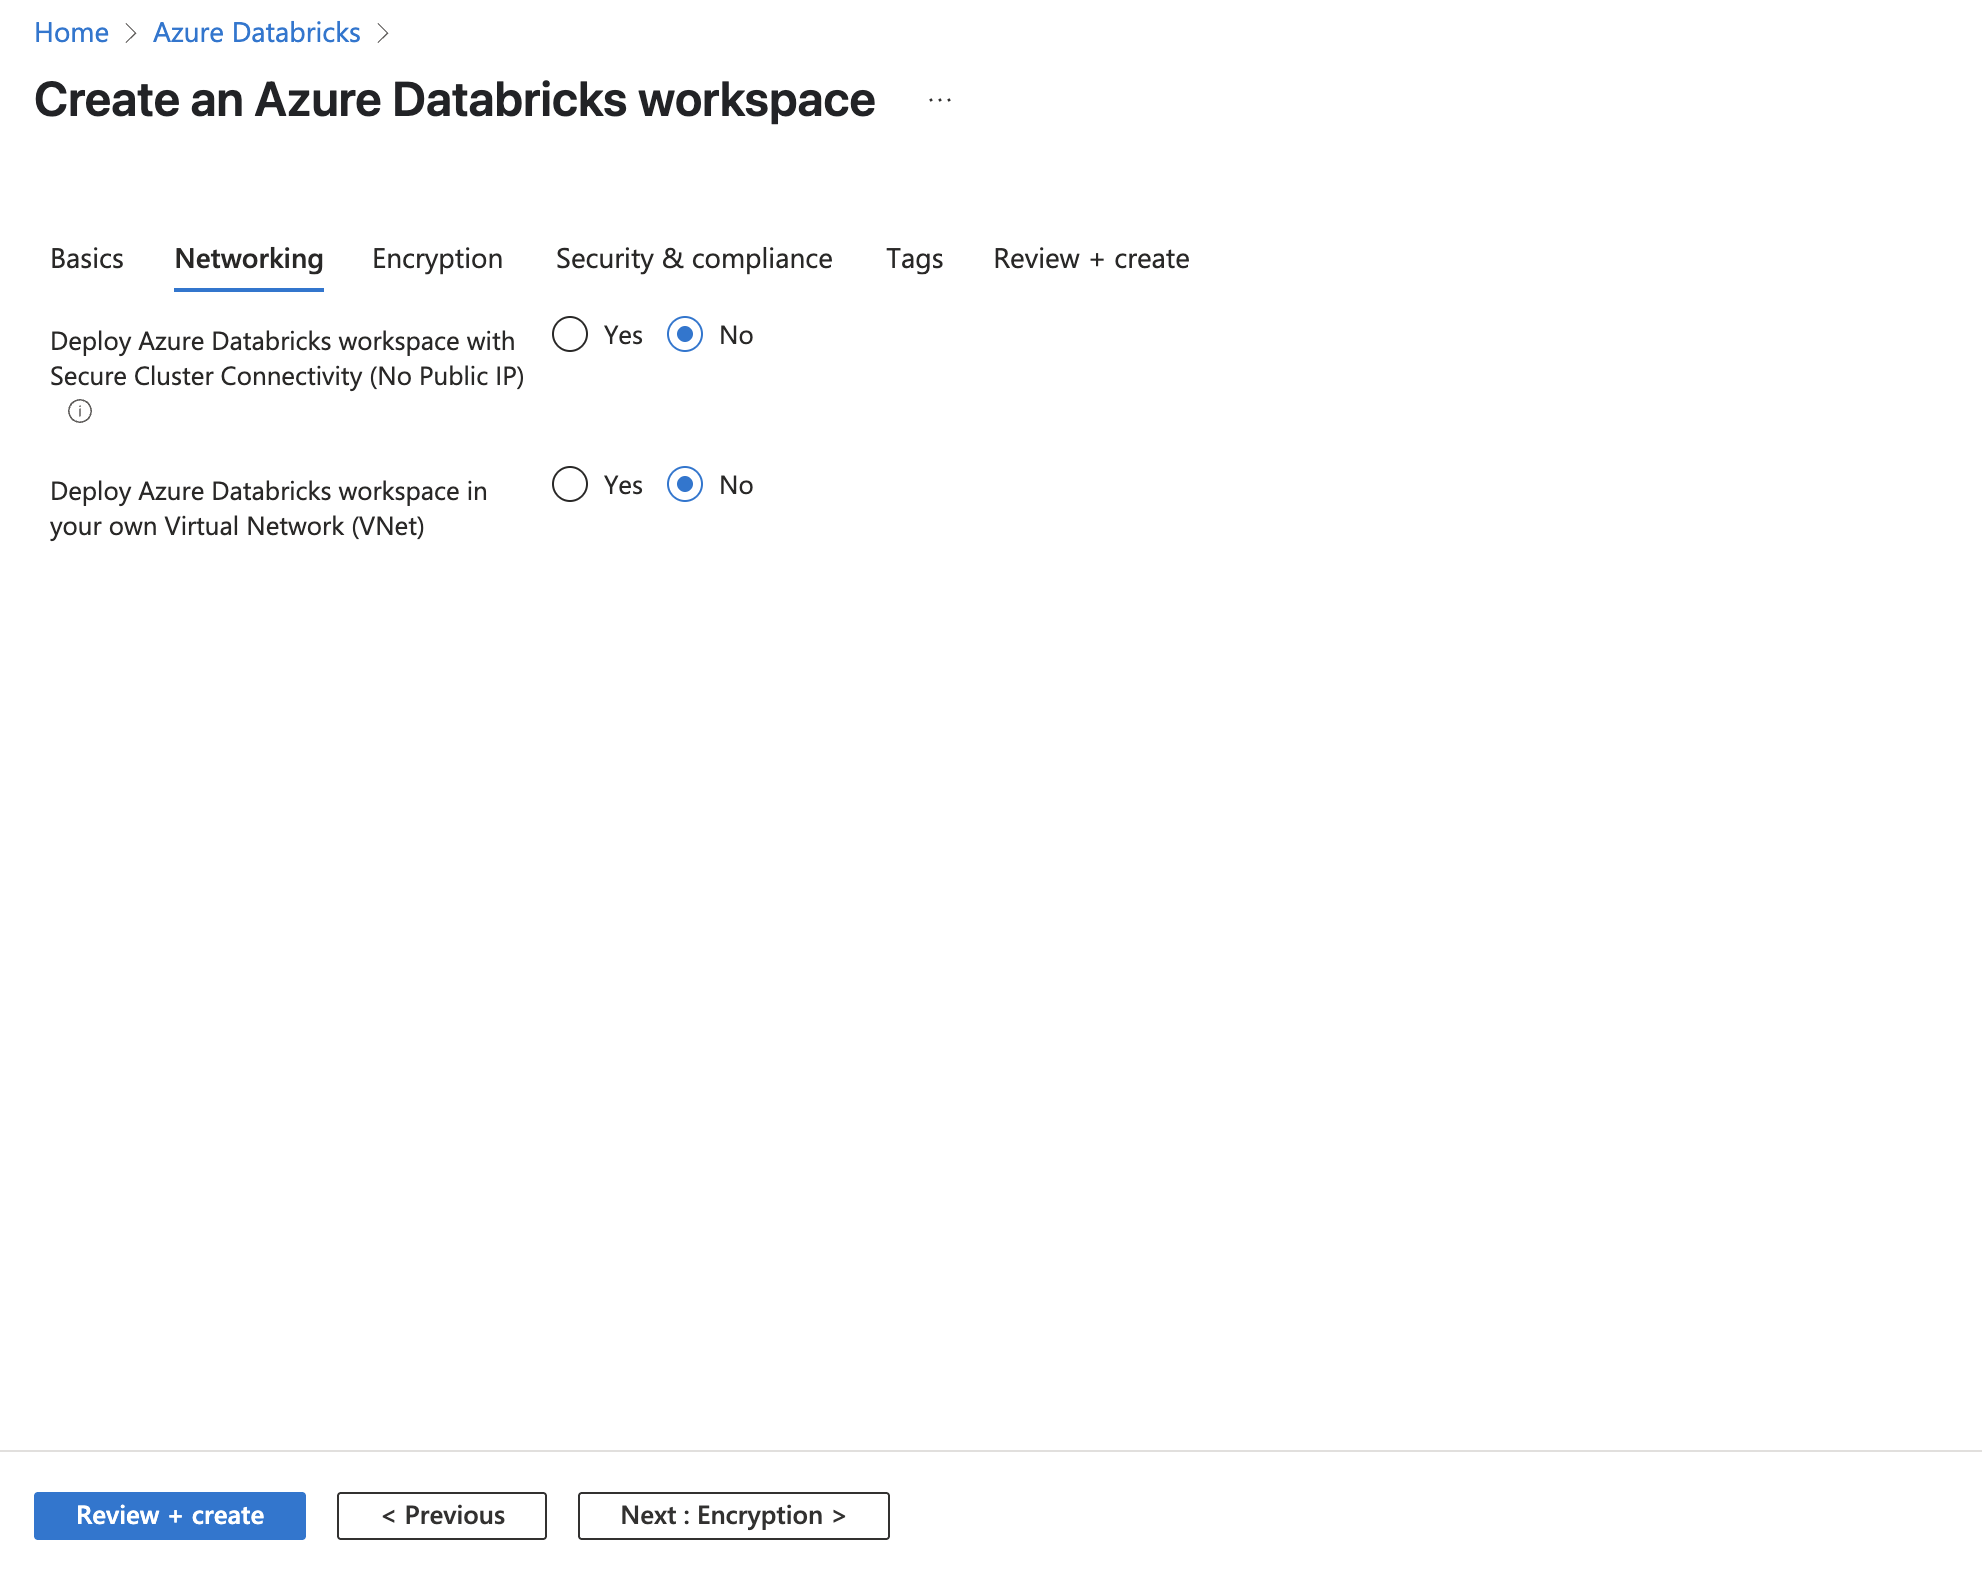 Home > Azure Databricks >
Create an Azure Databricks workspace ...
Basics Networking Encryption Security & compliance Tags Review + create
Deploy Azure Databricks workspace with
Secure Cluster Connectivity (No Public IP)
Yes No
Deploy Azure Databricks workspace in
your own Virtual Network (VNet)
Yes No
Review + create < Previous Next : Encryption >